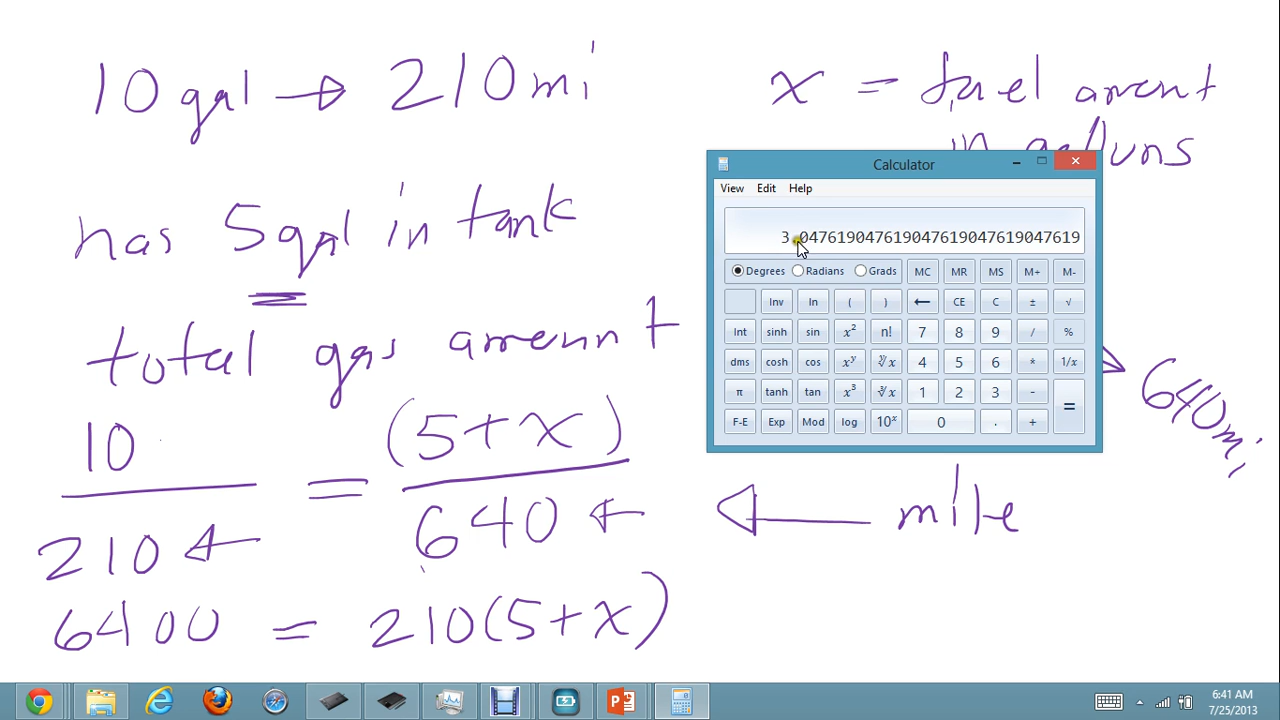 10 gal → 210 mi
x = fuel amount
in gallons
has 5 gal in tank
total gas amount
10 = (5+x)
210 ← 640 ←
← mile
640 mi
6400 = 210(5+x)
Calculator
View Edit Help
3.047619047619047619047619047619047619
Degrees Radians Grads MC MR MS M+ M-
Inv ln ( ) ← CE C ± √
Int sinh sin x² n! 7 8 9 / %
dms cosh cos xʸ ʸ√x 4 5 6 * 1/x
π tanh tan x³ ³√x 1 2 3 - =
F-E Exp Mod log 10ˣ 0 . +
6:41 AM
7/25/2013